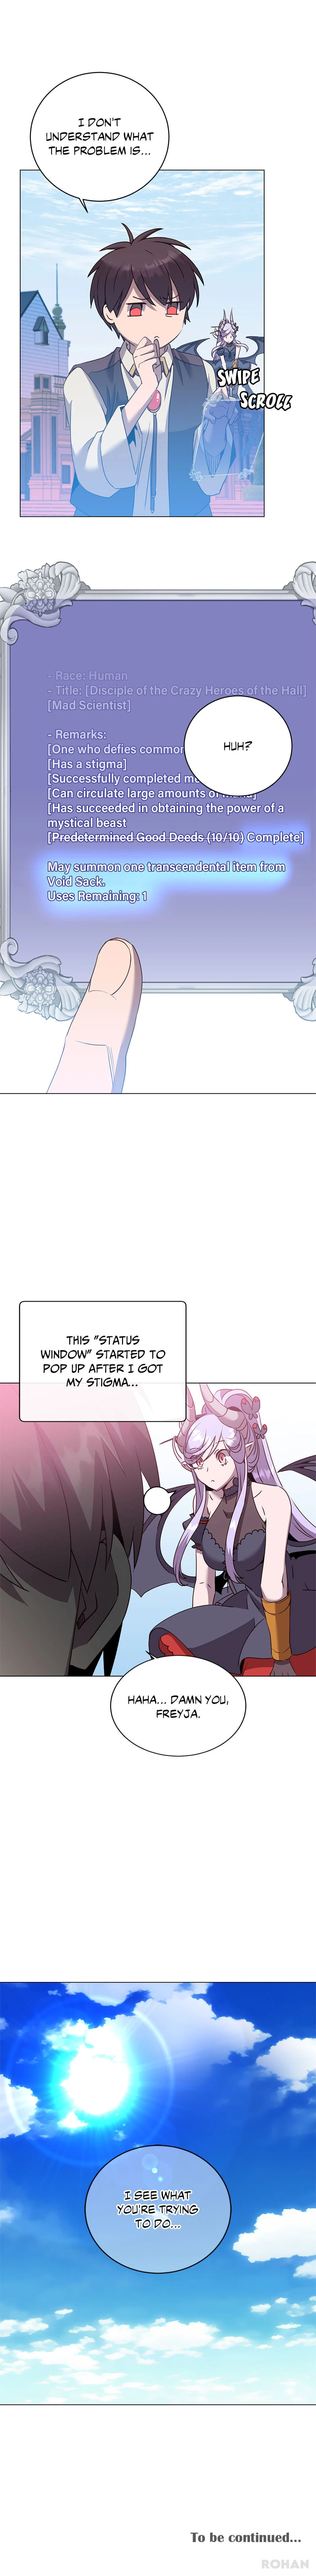 I DON'T
UNDERSTAND WHAT
THE PROBLEM IS...
SWIPE
SCROLL
- Race: Human
- Title: [Disciple of the Crazy Heroes of the Hall]
[Mad Scientist]
- Remarks:
[One who defies common
HUH?
[Has a stigma]
[Successfully completed
[Can circulate large amounts of
[Has succeeded in obtaining the power of a
mystical beast
[Predetermined Good Deeds (10/10) Complete]
May summon one transcendental item from
Void Sack.
Uses Remaining: 1
THIS "STATUS
WINDOW" STARTED TO
POP UP AFTER I GOT
MY STIGMA...
HAHA... DAMN YOU,
FREYJA.
I SEE WHAT
YOU'RE TRYING
TO DO...
To be continued...
ROHAN